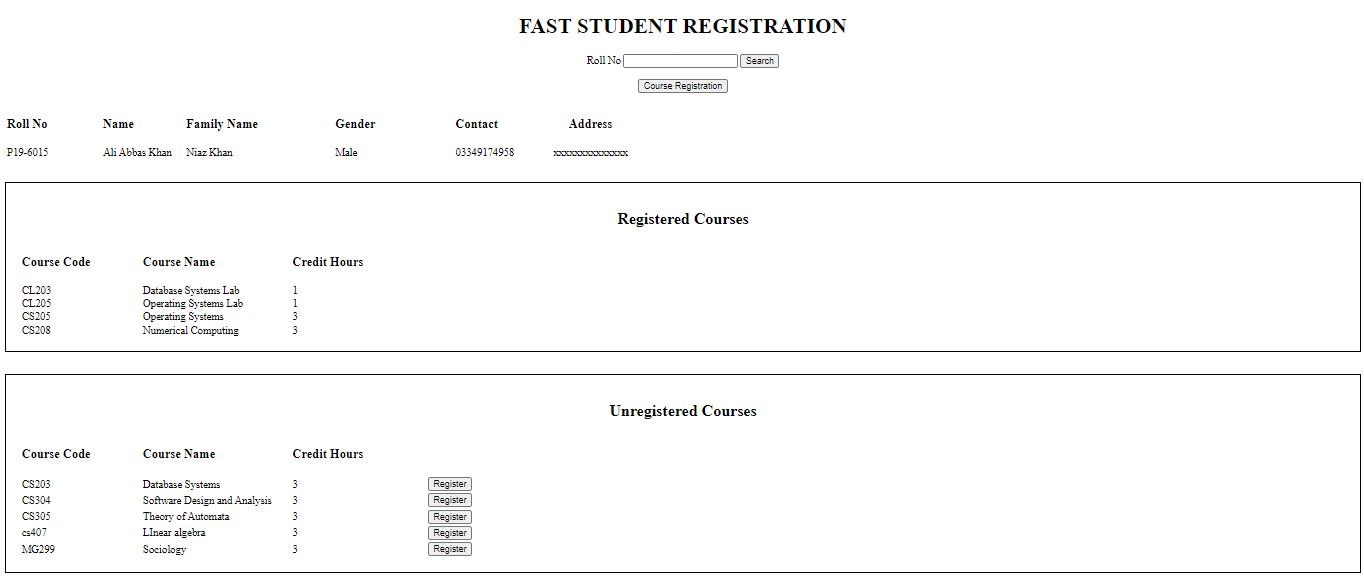 FAST STUDENT REGISTRATION
Roll No Search
Course Registration
Roll No Name Family Name Gender Contact Address
P19-6015 Ali Abbas Khan Niaz Khan Male 03349174958 xxxxxxxxxxxxxx
Registered Courses
Course Code Course Name Credit Hours
CL203 Database Systems Lab 1
CL205 Operating Systems Lab 1
CS205 Operating Systems 3
CS208 Numerical Computing 3
Unregistered Courses
Course Code Course Name Credit Hours
CS203 Database Systems 3 Register
CS304 Software Design and Analysis 3 Register
CS305 Theory of Automata 3 Register
cs407 LInear algebra 3 Register
MG299 Sociology 3 Register